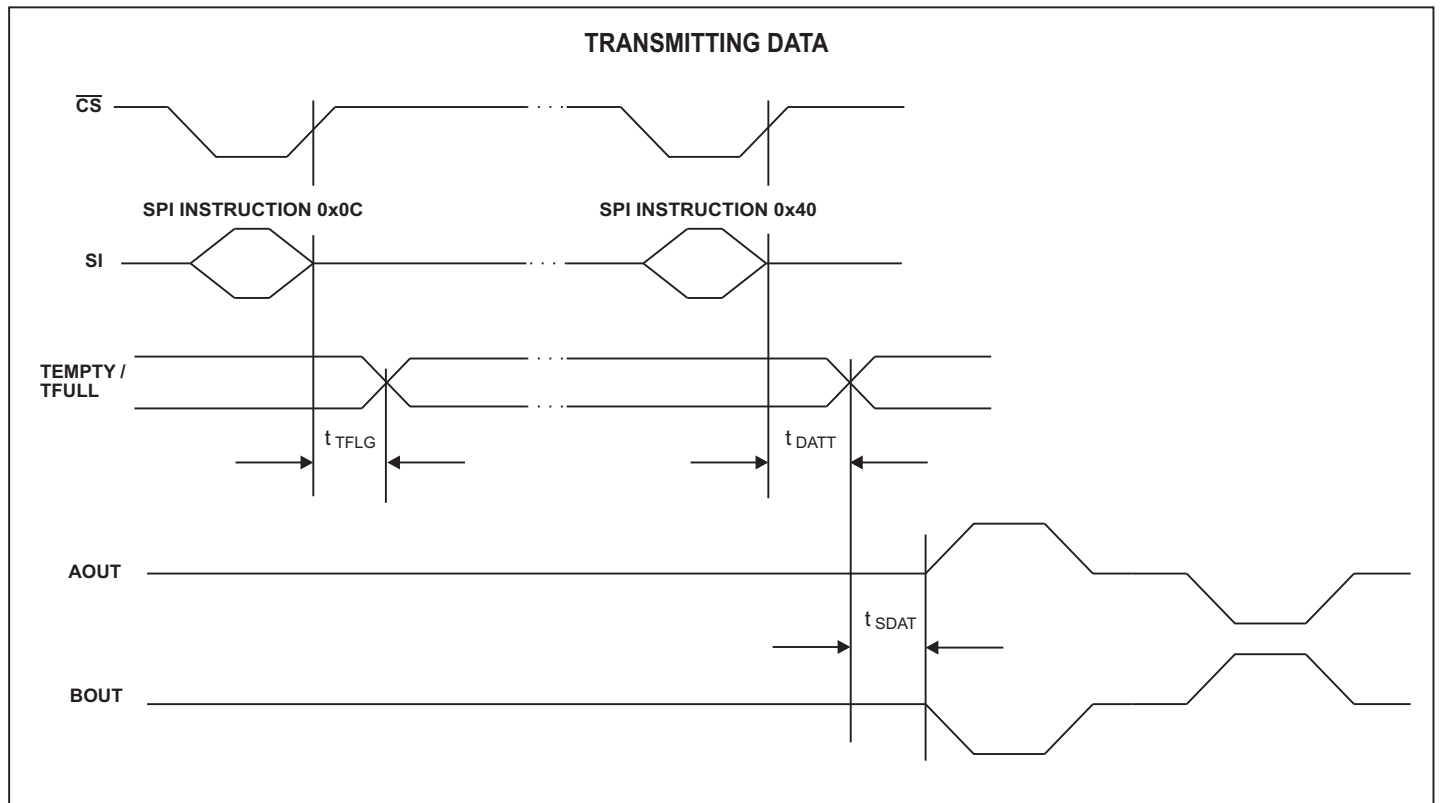 TRANSMITTING DATA
CS
SPI INSTRUCTION 0x0C
SPI INSTRUCTION 0x40
SI
TEMPTY /
TFULL
t TFLG
t DATT
AOUT
t SDAT
BOUT